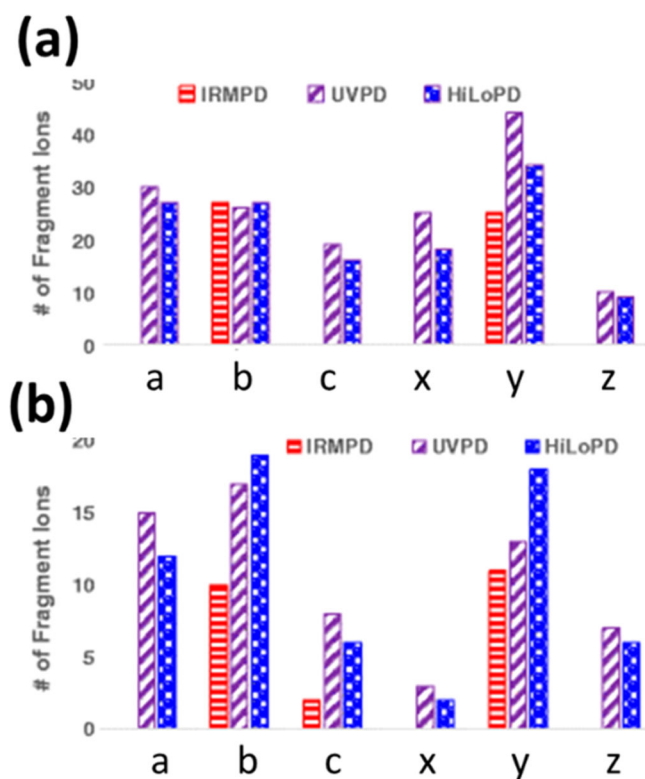 (a)
50
IRMPD UVPD HiLoPD
40
30
20
10
0
# of Fragment Ions
a b c x y z
(b)
20
IRMPD UVPD HiLoPD
15
10
5
0
# of Fragment Ions
a b c x y z